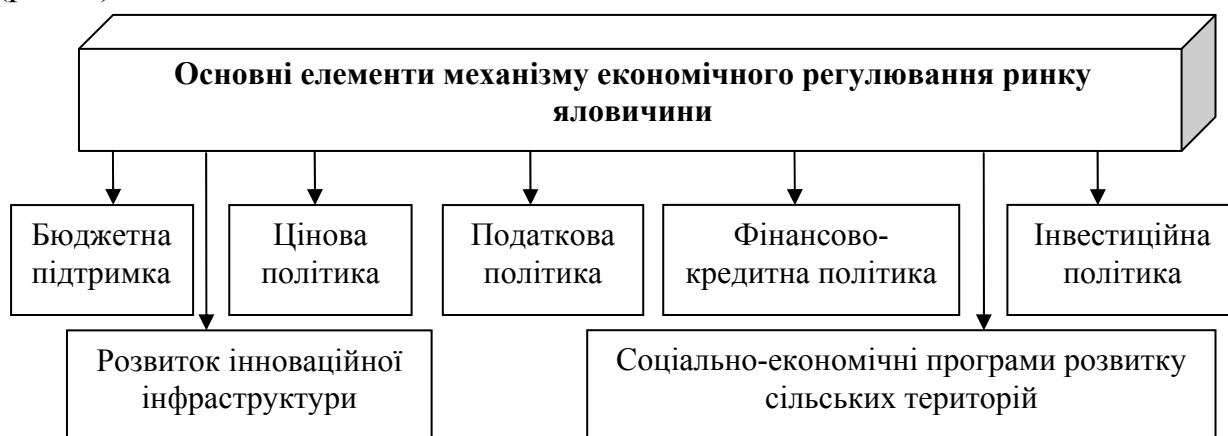 Основні елементи механізму економічного регулювання ринку
яловичини
Бюджетна
підтримка
Цінова
політика
Податкова
політика
Фінансово-
кредитна політика
Інвестиційна
політика
Розвиток інноваційної
інфраструктури
Соціально-економічні програми розвитку
сільських територій